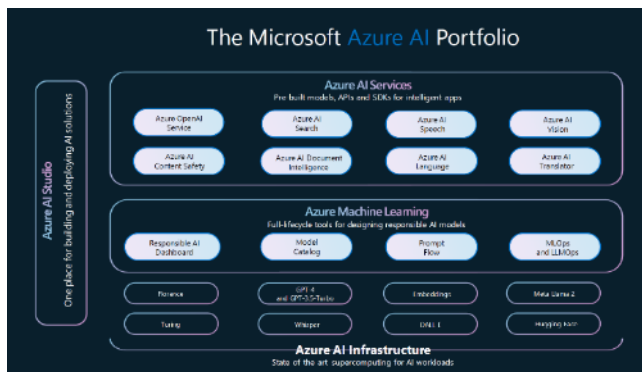 The Microsoft Azure AI Portfolio
Azure AI Studio
One place for building and deploying AI solutions
Azure AI Services
Pre built models, APIs and SDKs for intelligent apps
Azure OpenAI
Service
Azure AI
Search
Azure AI
Speech
Azure AI
Vision
Azure AI
Content Safety
Azure AI Document
Intelligence
Azure AI
Language
Azure AI
Translator
Azure Machine Learning
Full-lifecycle tools for designing responsible AI models
Responsible AI
Dashboard
Model
Catalog
Prompt
Flow
MLOps
and LLMOps
Florence
GPT-4
and GPT-3.5-Turbo
Embeddings
Meta Llama 2
Turing
Whisper
DALL E
Hugging Face
Azure AI Infrastructure
State of the art supercomputing for AI workloads